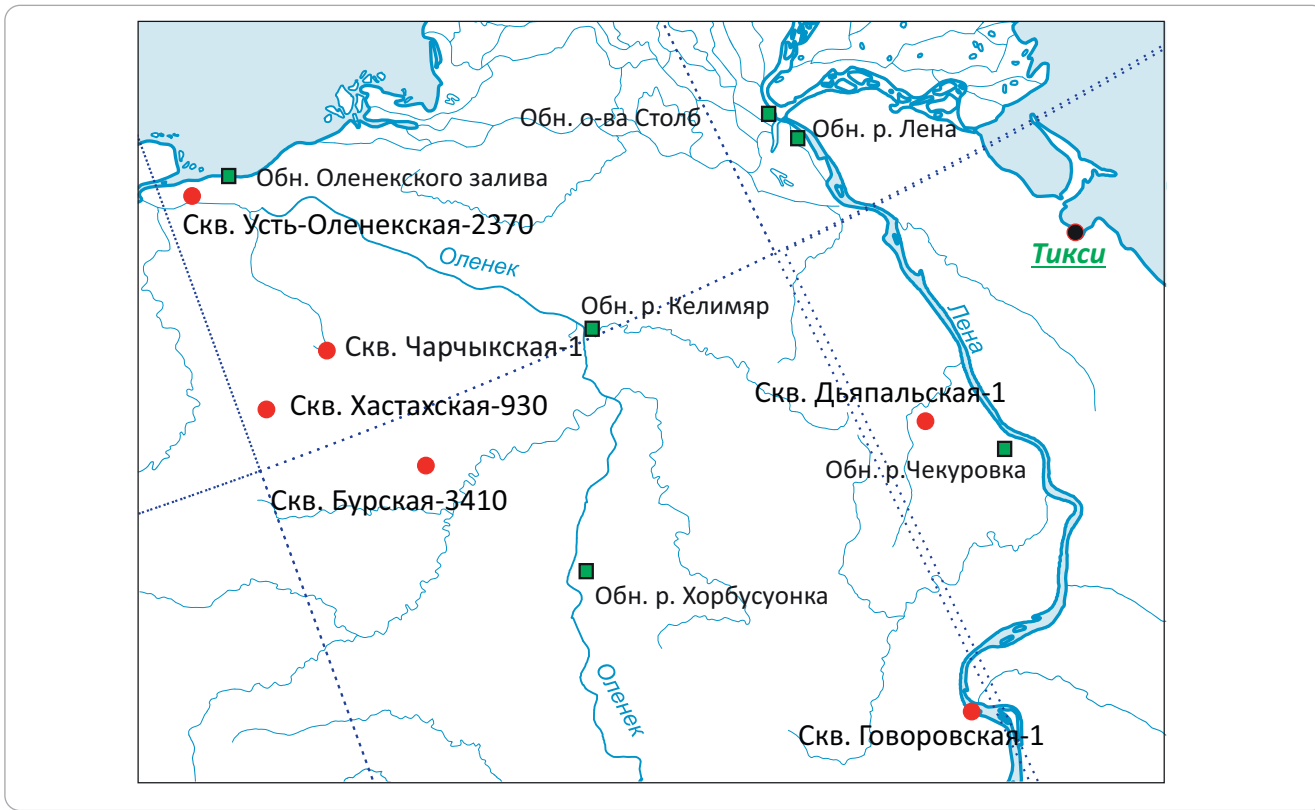 Обн. о-ва Столб
Обн. р. Лена
Обн. Оленекского залива
Скв. Усть-Оленекская-2370
Тикси
Оленек
Обн. р. Келимяр
Лена
Скв. Чарчыкская-1
Скв. Дьяпальская-1
Скв. Хастахская-930
Обн. р.Чекуровка
Скв. Бурская-3410
Обн. р. Хорбусуонка
Оленек
Скв. Говоровская-1